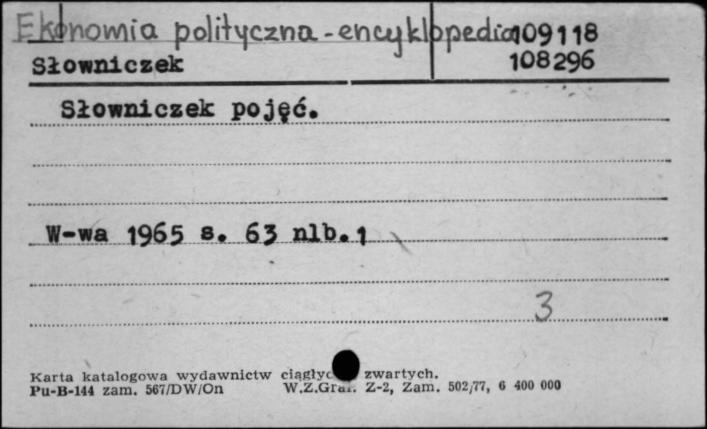 Ekonomia polityczna - encyklopedia 109118
Słowniczek 108296
Słowniczek pojęć.
W-wa 1965 s. 63 nlb. 1
3
Karta katalogowa wydawnictw zwartych.
Pu-B-144 zam. 567/DW/On W.Z.Graf. Z-2, Zam. 502/77, 6 400 000